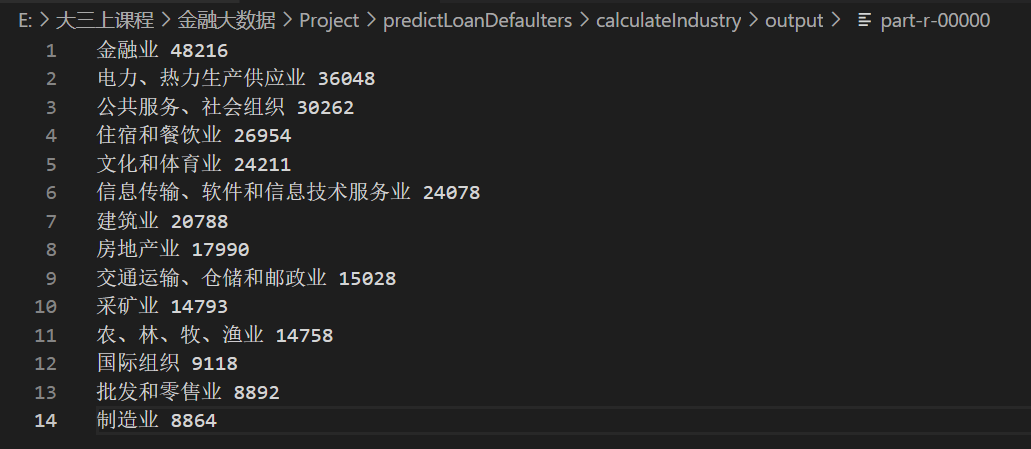 E: > 大三上课程 > 金融大数据 > Project > predictLoanDefaulters > calculateIndustry > output > part-r-00000
1 金融业 48216
2 电力、热力生产供应业 36048
3 公共服务、社会组织 30262
4 住宿和餐饮业 26954
5 文化和体育业 24211
6 信息传输、软件和信息技术服务业 24078
7 建筑业 20788
8 房地产业 17990
9 交通运输、仓储和邮政业 15028
10 采矿业 14793
11 农、林、牧、渔业 14758
12 国际组织 9118
13 批发和零售业 8892
14 制造业 8864